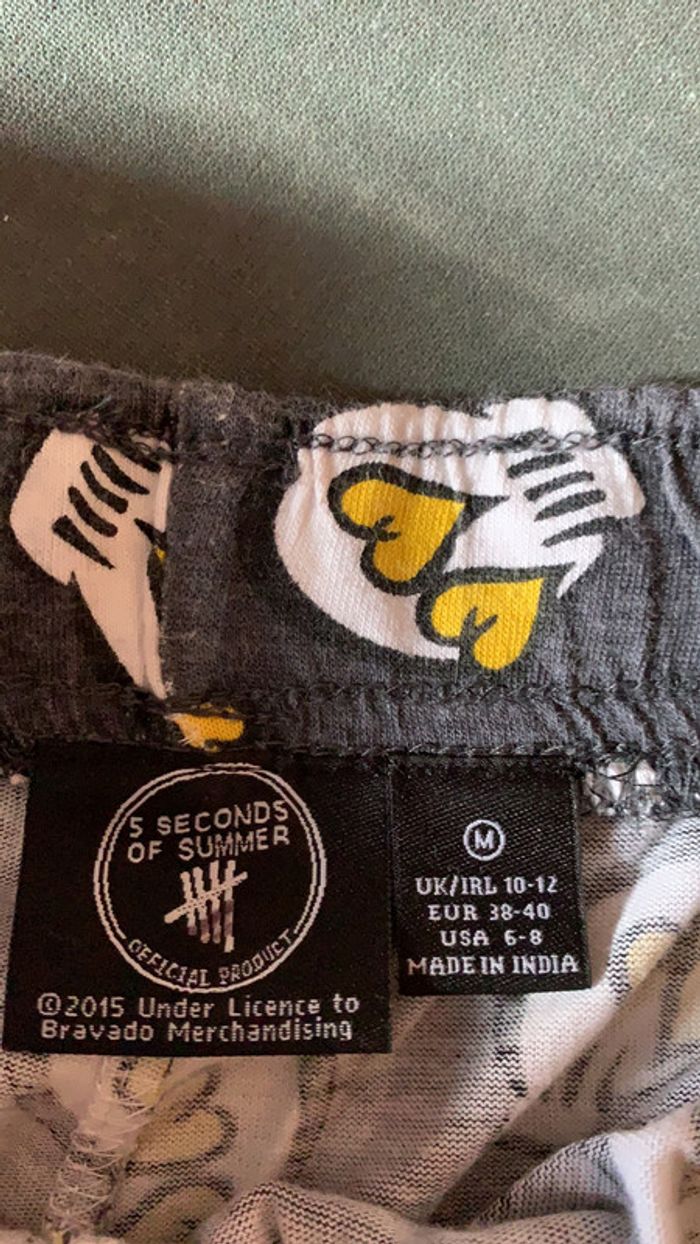 5 SECONDS
OF SUMMER
OFFICIAL PRODUCT
©2015 Under Licence to
Bravado Merchandising
M
UK/IRL 10-12
EUR 38-40
USA 6-8
MADE IN INDIA